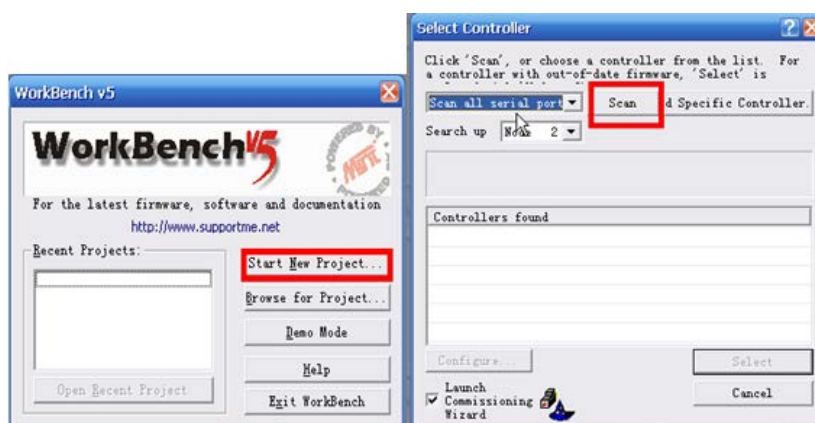 WorkBench v5
WorkBench V5
POWERED BY
Mint
For the latest firmware, software and documentation
http://www.supportme.net
Recent Projects:
Start New Project...
Browse for Project...
Demo Mode
Help
Open Recent Project
Exit WorkBench
Select Controller
Click 'Scan', or choose a controller from the list. For
a controller with out-of-date firmware, 'Select' is
Scan all serial port
Scan
d Specific Controller.
Search up
2
Controllers found
Configure...
Select
Launch
Commissioning
Wizard
Cancel